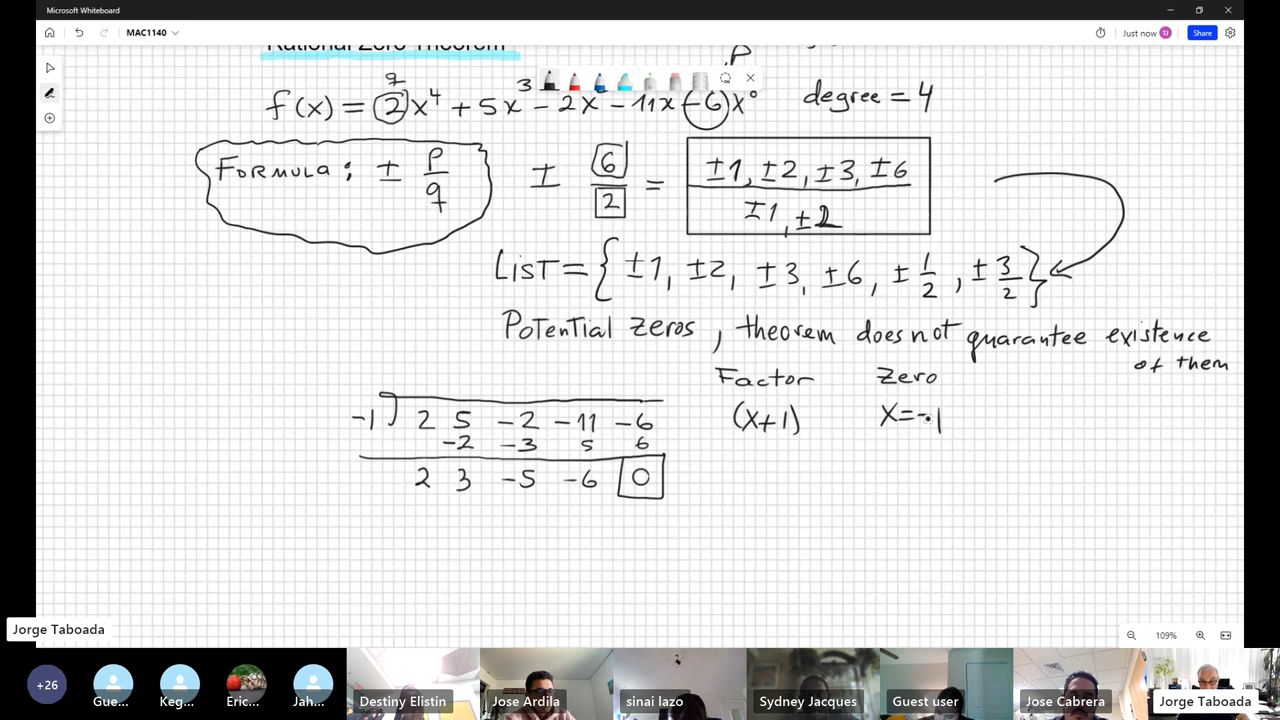 Microsoft Whiteboard
MAC1140
Just now TJ Share
Rational Zero Theorem
p
q
f(x) = 2x⁴ + 5x³ - 2x² - 11x - 6x⁰ degree = 4
FORMULA: ± p/q ± 6/2 = ±1, ±2, ±3, ±6 / ±1, ±2
LIST = { ±1, ±2, ±3, ±6, ± 1/2, ± 3/2 }
Potential zeros, theorem does not guarantee existence
of them
Factor Zero
-1 ) 2 5 -2 -11 -6 (x+1) x=-1
-2 -3 5 6
2 3 -5 -6 0
109%
Jorge Taboada
+26 Gue... Keg... Eric... Jah... Destiny Elistin Jose Ardila sinai lazo Sydney Jacques Guest user Jose Cabrera Jorge Taboada